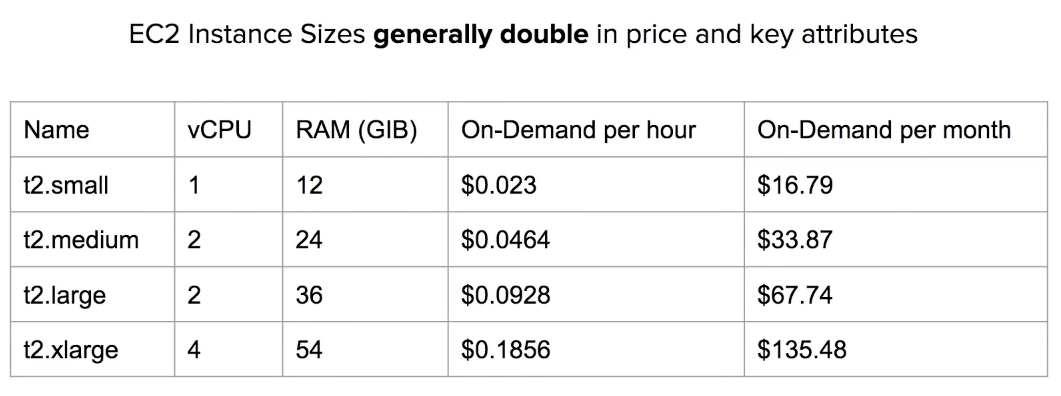 EC2 Instance Sizes generally double in price and key attributes
Name vCPU RAM (GIB) On-Demand per hour On-Demand per month
t2.small 1 12 $0.023 $16.79
t2.medium 2 24 $0.0464 $33.87
t2.large 2 36 $0.0928 $67.74
t2.xlarge 4 54 $0.1856 $135.48